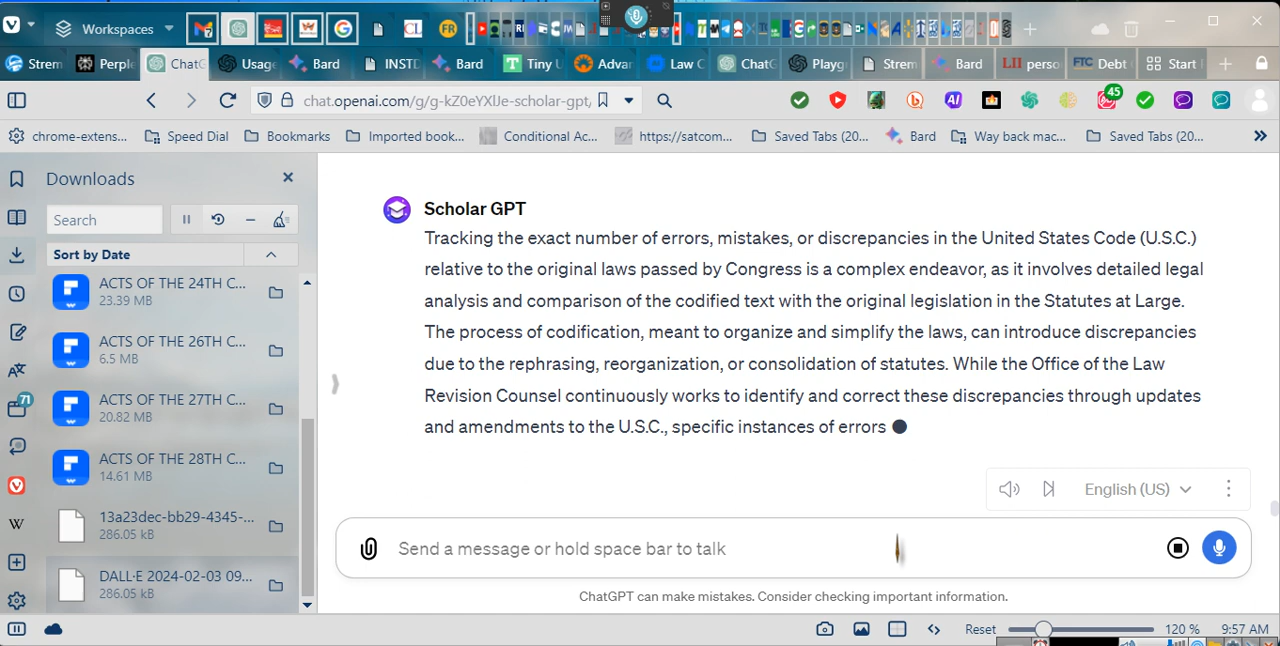 Workspaces
CL
FR
Strem
Perple
ChatG
Usage
Bard
INSTD
Bard
Tiny U
Advar
Law C
ChatG
Playg
Strem
Bard
LII perso
FTC Debt
Start
chat.openai.com/g/g-kZ0eYXlJe-scholar-gpt,
AI
45
chrome-extens...
Speed Dial
Bookmarks
Imported book...
Conditional Ac...
https://satcom...
Saved Tabs (20...
Bard
Way back mac...
Saved Tabs (20...
Downloads
Search
Sort by Date
ACTS OF THE 24TH C...
23.39 MB
ACTS OF THE 26TH C...
6.5 MB
ACTS OF THE 27TH C...
20.82 MB
ACTS OF THE 28TH C...
14.61 MB
13a23dec-bb29-4345-...
286.05 kB
DALL·E 2024-02-03 09...
286.05 kB
71
W
Scholar GPT
Tracking the exact number of errors, mistakes, or discrepancies in the United States Code (U.S.C.)
relative to the original laws passed by Congress is a complex endeavor, as it involves detailed legal
analysis and comparison of the codified text with the original legislation in the Statutes at Large.
The process of codification, meant to organize and simplify the laws, can introduce discrepancies
due to the rephrasing, reorganization, or consolidation of statutes. While the Office of the Law
Revision Counsel continuously works to identify and correct these discrepancies through updates
and amendments to the U.S.C., specific instances of errors
English (US)
Send a message or hold space bar to talk
ChatGPT can make mistakes. Consider checking important information.
Reset
120 %
9:57 AM